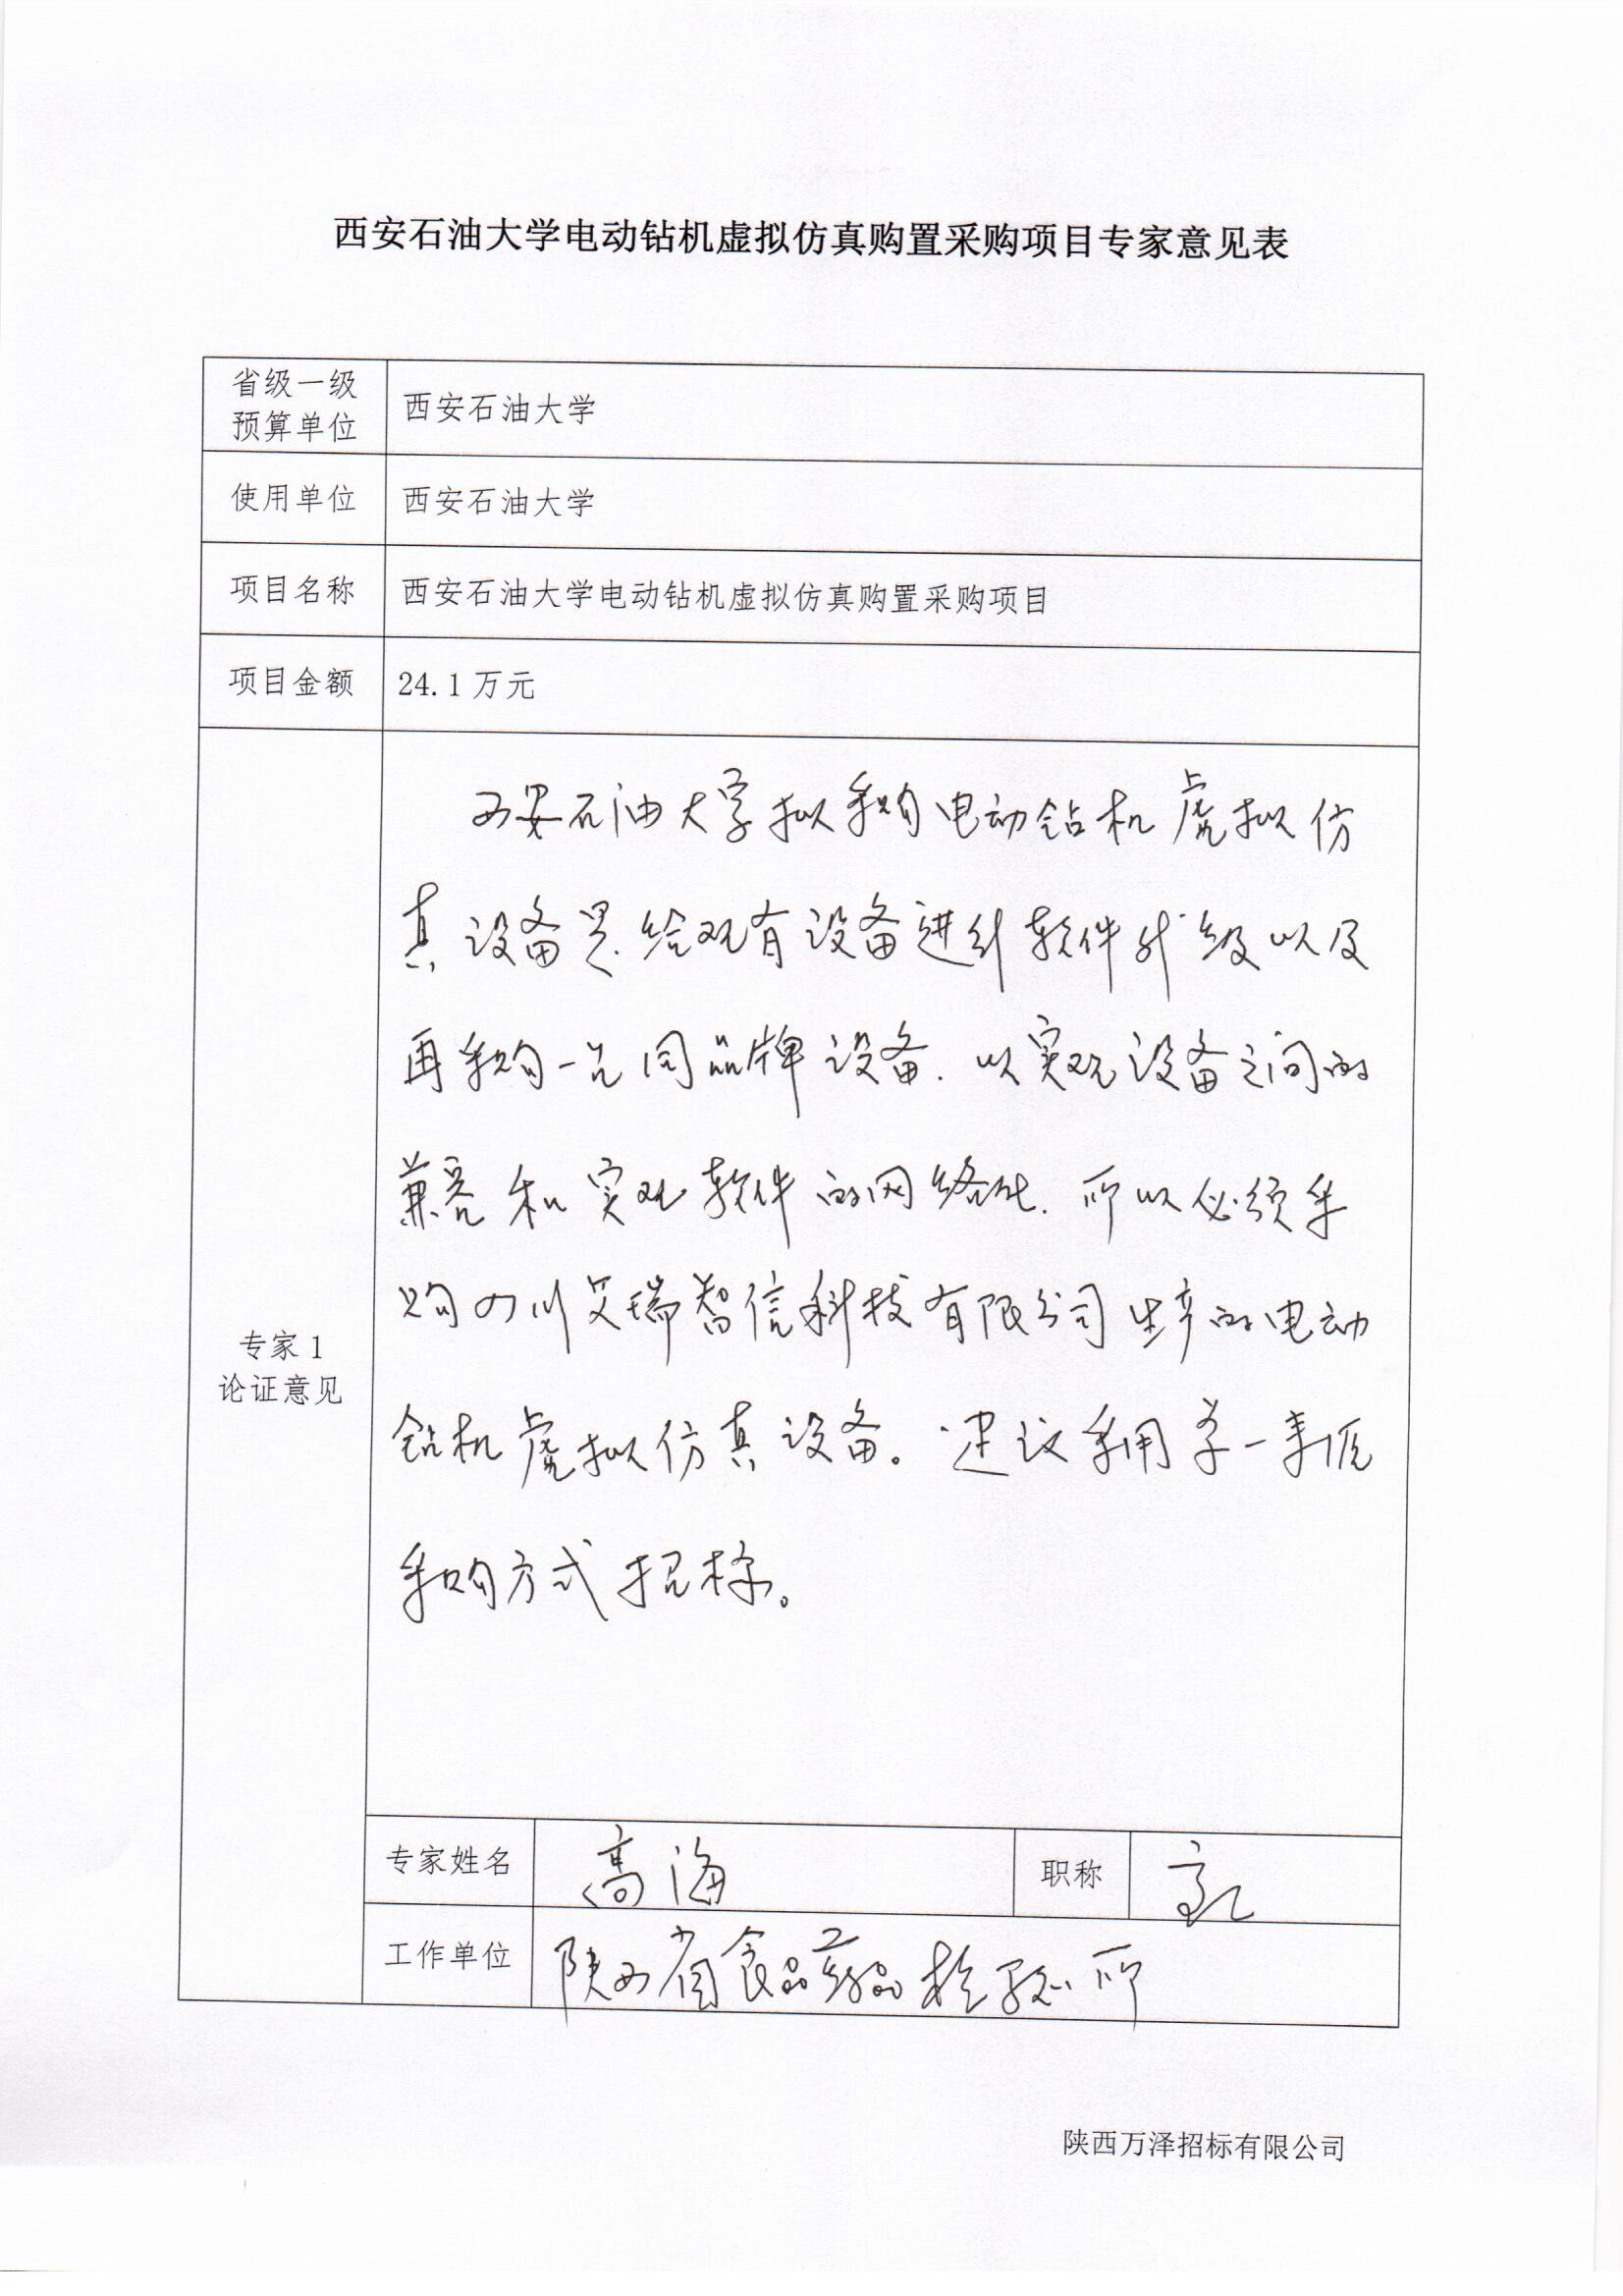 西安石油大学电动钻机虚拟仿真购置采购项目专家意见表
省级一级
预算单位
西安石油大学
使用单位
西安石油大学
项目名称
西安石油大学电动钻机虚拟仿真购置采购项目
项目金额
24.1万元
专家1
论证意见
西安石油大学拟采购电动钻机虚拟仿
真设备是给现有设备进行软件升级以及
再采购一台同品牌设备.以实现设备之间的
兼容和实现软件的网络化.所以必须采
购四川艾瑞智信科技有限公司生产的电动
钻机虚拟仿真设备。建议采用单一来源
采购方式招标。
专家姓名
高海
职称
高工
工作单位
陕西省食品药品检验所
陕西万泽招标有限公司